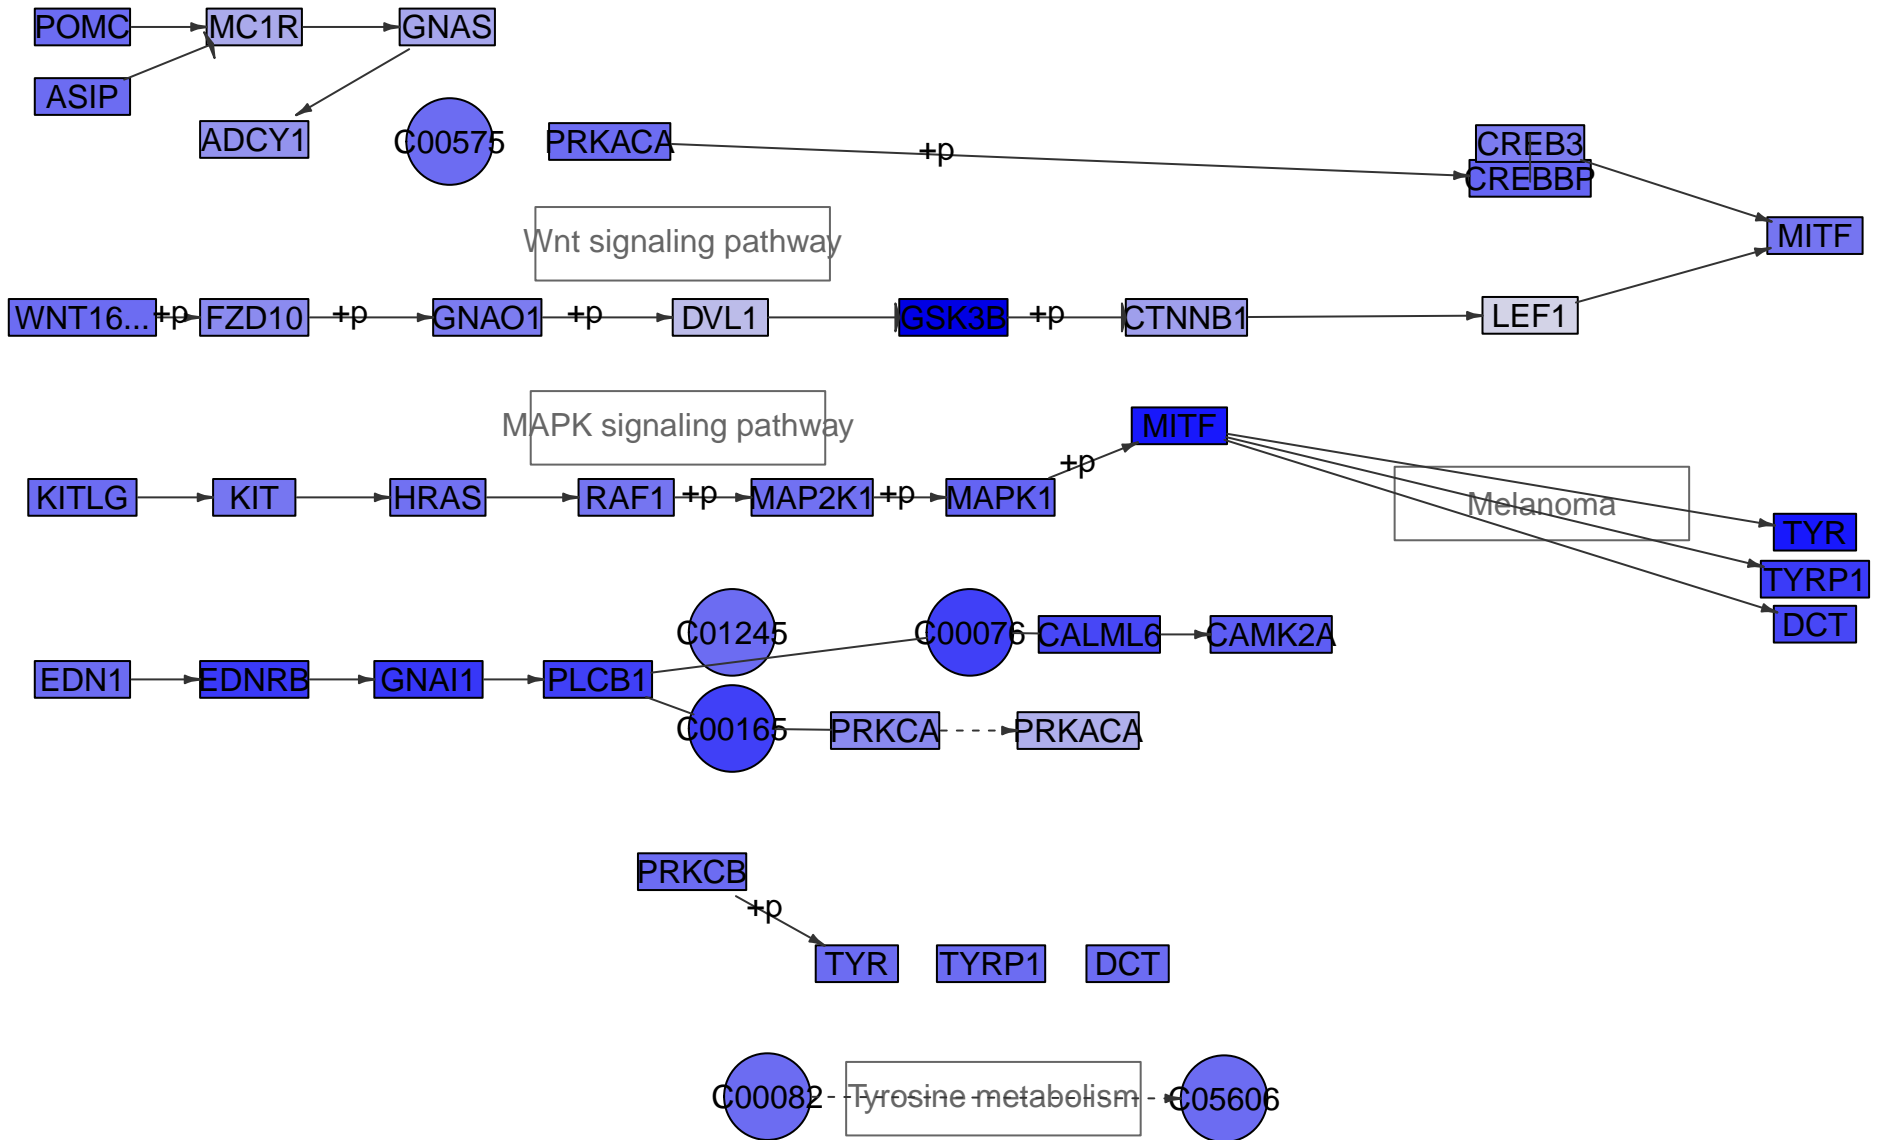 POMC
MC1R
GNAS
ASIP
ADCY1
C00575
PRKACA
+p
CREB3
CREBBP
Wnt signaling pathway
MITF
WNT16...
+p
FZD10
+p
GNAO1
+p
DVL1
GSK3B
+p
CTNNB1
LEF1
MAPK signaling pathway
MITF
+p
KITLG
KIT
HRAS
RAF1
+p
MAP2K1
+p
MAPK1
Melanoma
TYR
TYRP1
DCT
C01245
C00076
CALML6
CAMK2A
EDN1
EDNRB
GNAI1
PLCB1
C00165
PRKCA
PRKACA
PRKCB
+p
TYR
TYRP1
DCT
C00082
Tyrosine metabolism
C05606